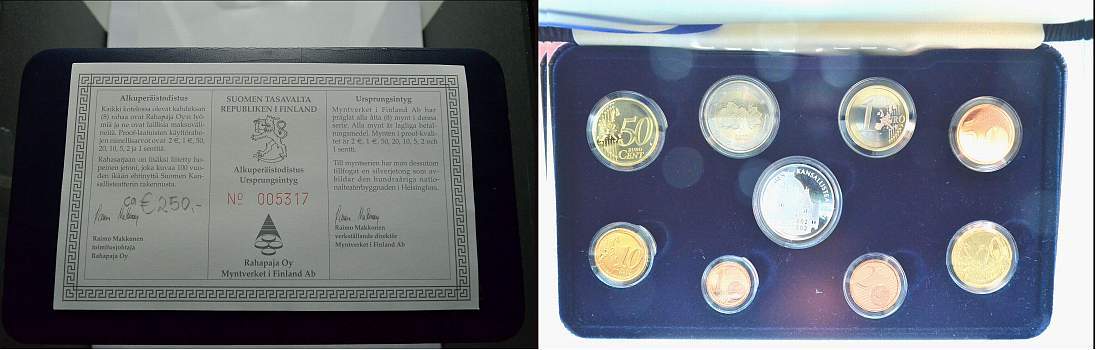 Alkuperäistodistus
Kaikki kotelossa olevat kahdeksan
(8) rahaa ovat Rahapaja Oy:n lyö-
miä ja ne ovat laillisia maksuväli-
neitä. Proof-laatuisten käyttöraho-
jen nimellisarvot ovat 2 €, 1 €, 50,
20, 10, 5, 2 ja 1 senttiä.
Rahasarjaan on lisäksi liitetty ho-
peinen jetoni, joka kuvaa 100 vuo-
den ikään ehtinyttä Suomen Kan-
sallisteatterin rakennusta.
ca €250,-
Raimo Makkonen
toimitusjohtaja
Rahapaja Oy
SUOMEN TASAVALTA
REPUBLIKEN I FINLAND
Alkuperäistodistus
Ursprungsintyg
Nº 005317
Rahapaja Oy
Myntverket i Finland Ab
Ursprungsintyg
Myntverket i Finland Ab har
präglat alla åtta (8) mynt i denna
serie. Alla mynt är lagliga betal-
ningsmedel. Mynten i proof-kvali-
tet är 2 €, 1 €, 50, 20, 10, 5, 2 och
1 sentti.
Till myntserien har man dessutom
tillfogat en silverjetong som av-
bildar den hundraåriga natio-
nalteaterbyggnaden i Helsingfors.
Raimo Makkonen
verkställande direktör
Myntverket i Finland Ab
50
EURO
CENT
1
EURO
KANSALLISTEATTERI
10
2